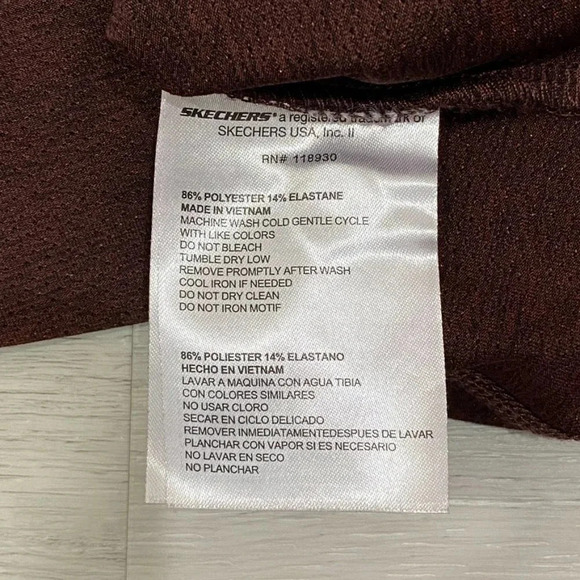 SKECHERS® a registered trademark of
SKECHERS USA, Inc. II
RN# 118930
86% POLYESTER 14% ELASTANE
MADE IN VIETNAM
MACHINE WASH COLD GENTLE CYCLE
WITH LIKE COLORS
DO NOT BLEACH
TUMBLE DRY LOW
REMOVE PROMPTLY AFTER WASH
COOL IRON IF NEEDED
DO NOT DRY CLEAN
DO NOT IRON MOTIF
86% POLIESTER 14% ELASTANO
HECHO EN VIETNAM
LAVAR A MAQUINA CON AGUA TIBIA
CON COLORES SIMILARES
NO USAR CLORO
SECAR EN CICLO DELICADO
REMOVER INMEDIATAMENTEDESPUES DE LAVAR
PLANCHAR CON VAPOR SI ES NECESARIO
NO LAVAR EN SECO
NO PLANCHAR